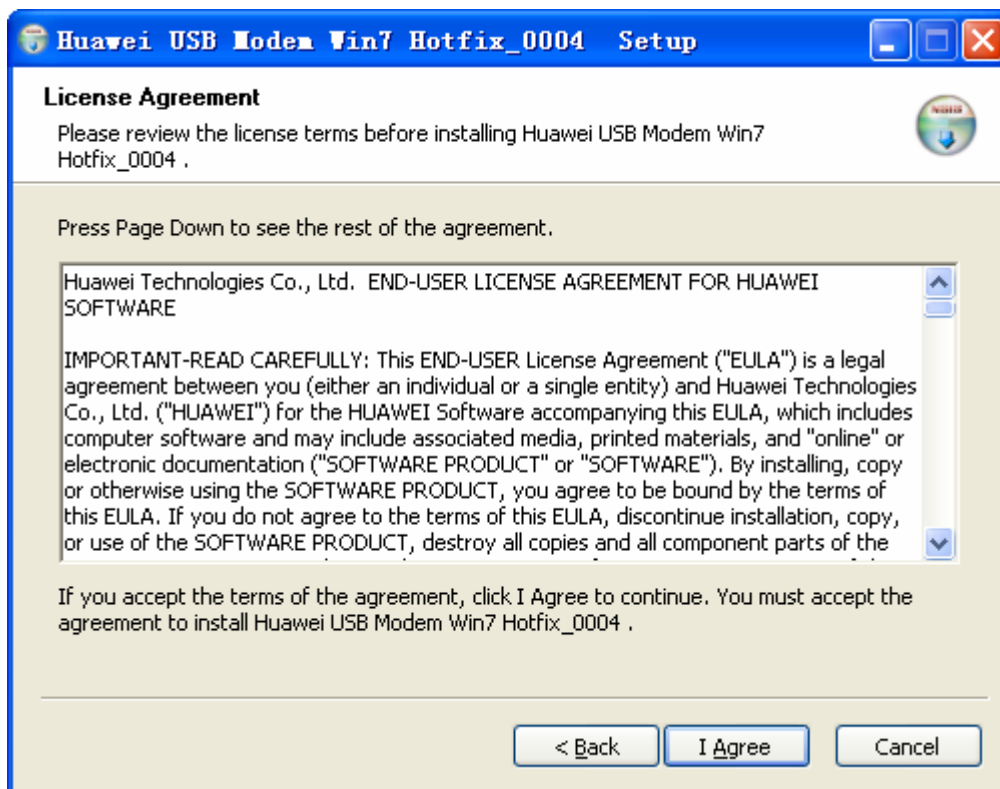 Huawei USB Modem Win7 Hotfix_0004 Setup
License Agreement
Please review the license terms before installing Huawei USB Modem Win7
Hotfix_0004 .
Press Page Down to see the rest of the agreement.
Huawei Technologies Co., Ltd. END-USER LICENSE AGREEMENT FOR HUAWEI
SOFTWARE
IMPORTANT-READ CAREFULLY: This END-USER License Agreement ("EULA") is a legal
agreement between you (either an individual or a single entity) and Huawei Technologies
Co., Ltd. ("HUAWEI") for the HUAWEI Software accompanying this EULA, which includes
computer software and may include associated media, printed materials, and "online" or
electronic documentation ("SOFTWARE PRODUCT" or "SOFTWARE"). By installing, copy
or otherwise using the SOFTWARE PRODUCT, you agree to be bound by the terms of
this EULA. If you do not agree to the terms of this EULA, discontinue installation, copy,
or use of the SOFTWARE PRODUCT, destroy all copies and all component parts of the
If you accept the terms of the agreement, click I Agree to continue. You must accept the
agreement to install Huawei USB Modem Win7 Hotfix_0004 .
< Back
I Agree
Cancel